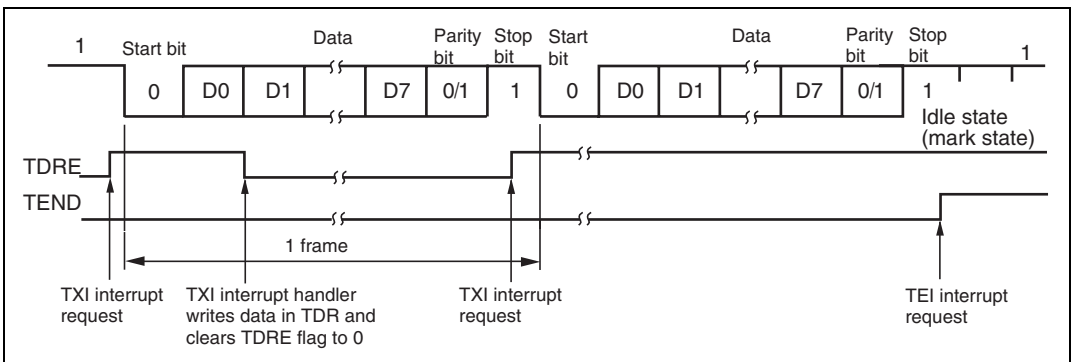 1
Start bit
Data
Parity bit
Stop bit
Start bit
Data
Parity bit
Stop bit
1
0 D0 D1 D7 0/1 1 0 D0 D1 D7 0/1 1
Idle state
(mark state)
TDRE
TEND
1 frame
TXI interrupt
request
TXI interrupt handler
writes data in TDR and
clears TDRE flag to 0
TXI interrupt
request
TEI interrupt
request